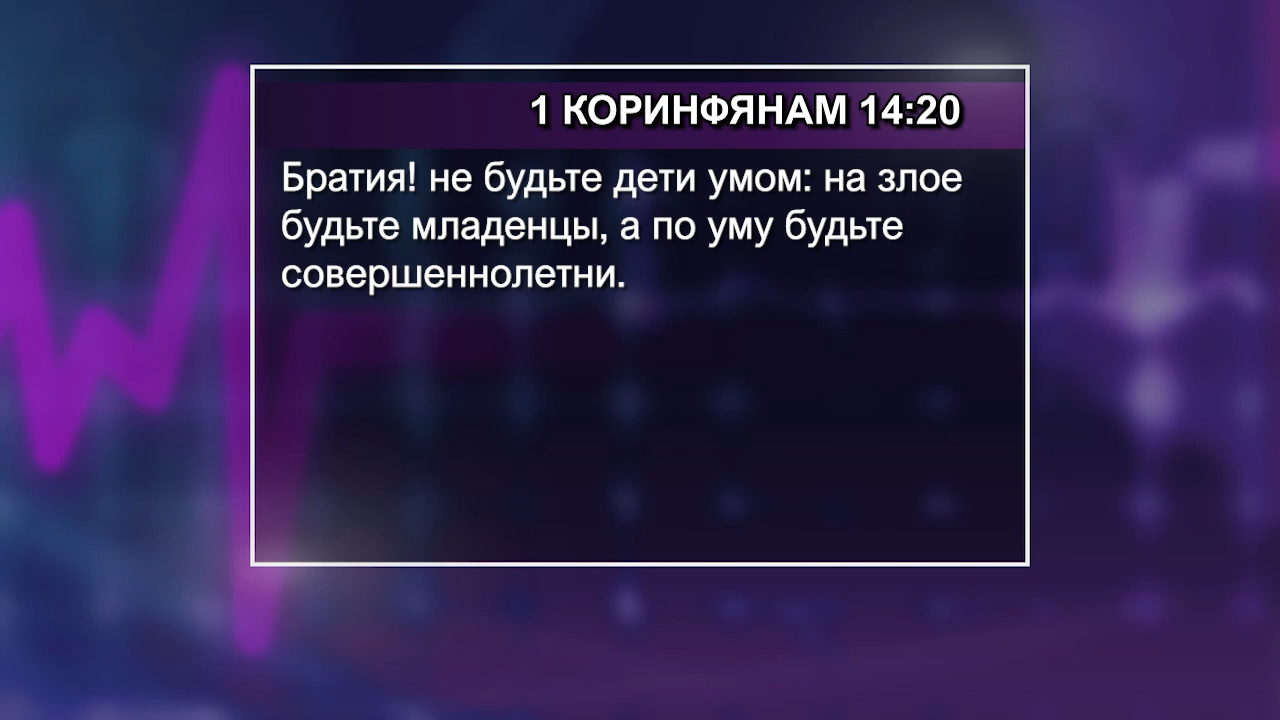 1 КОРИНФЯНАМ 14:20
Братия! не будьте дети умом: на злое
будьте младенцы, а по уму будьте
совершеннолетни.